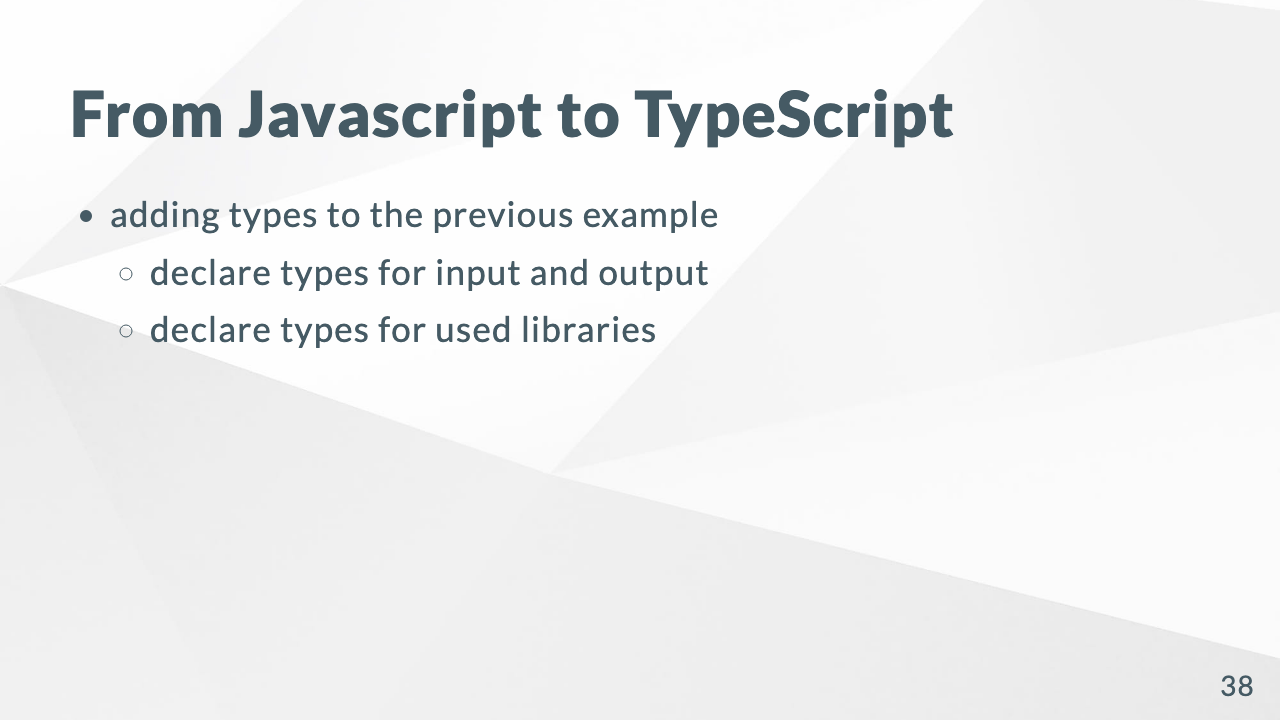 From Javascript to TypeScript
adding types to the previous example
declare types for input and output
declare types for used libraries
38